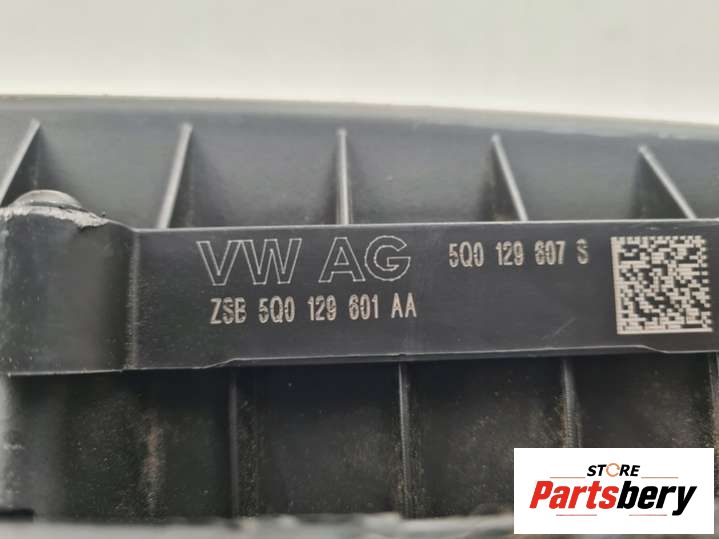 VW AG 5Q0 129 607 S
ZSB 5Q0 129 601 AA
STORE
Partsbery